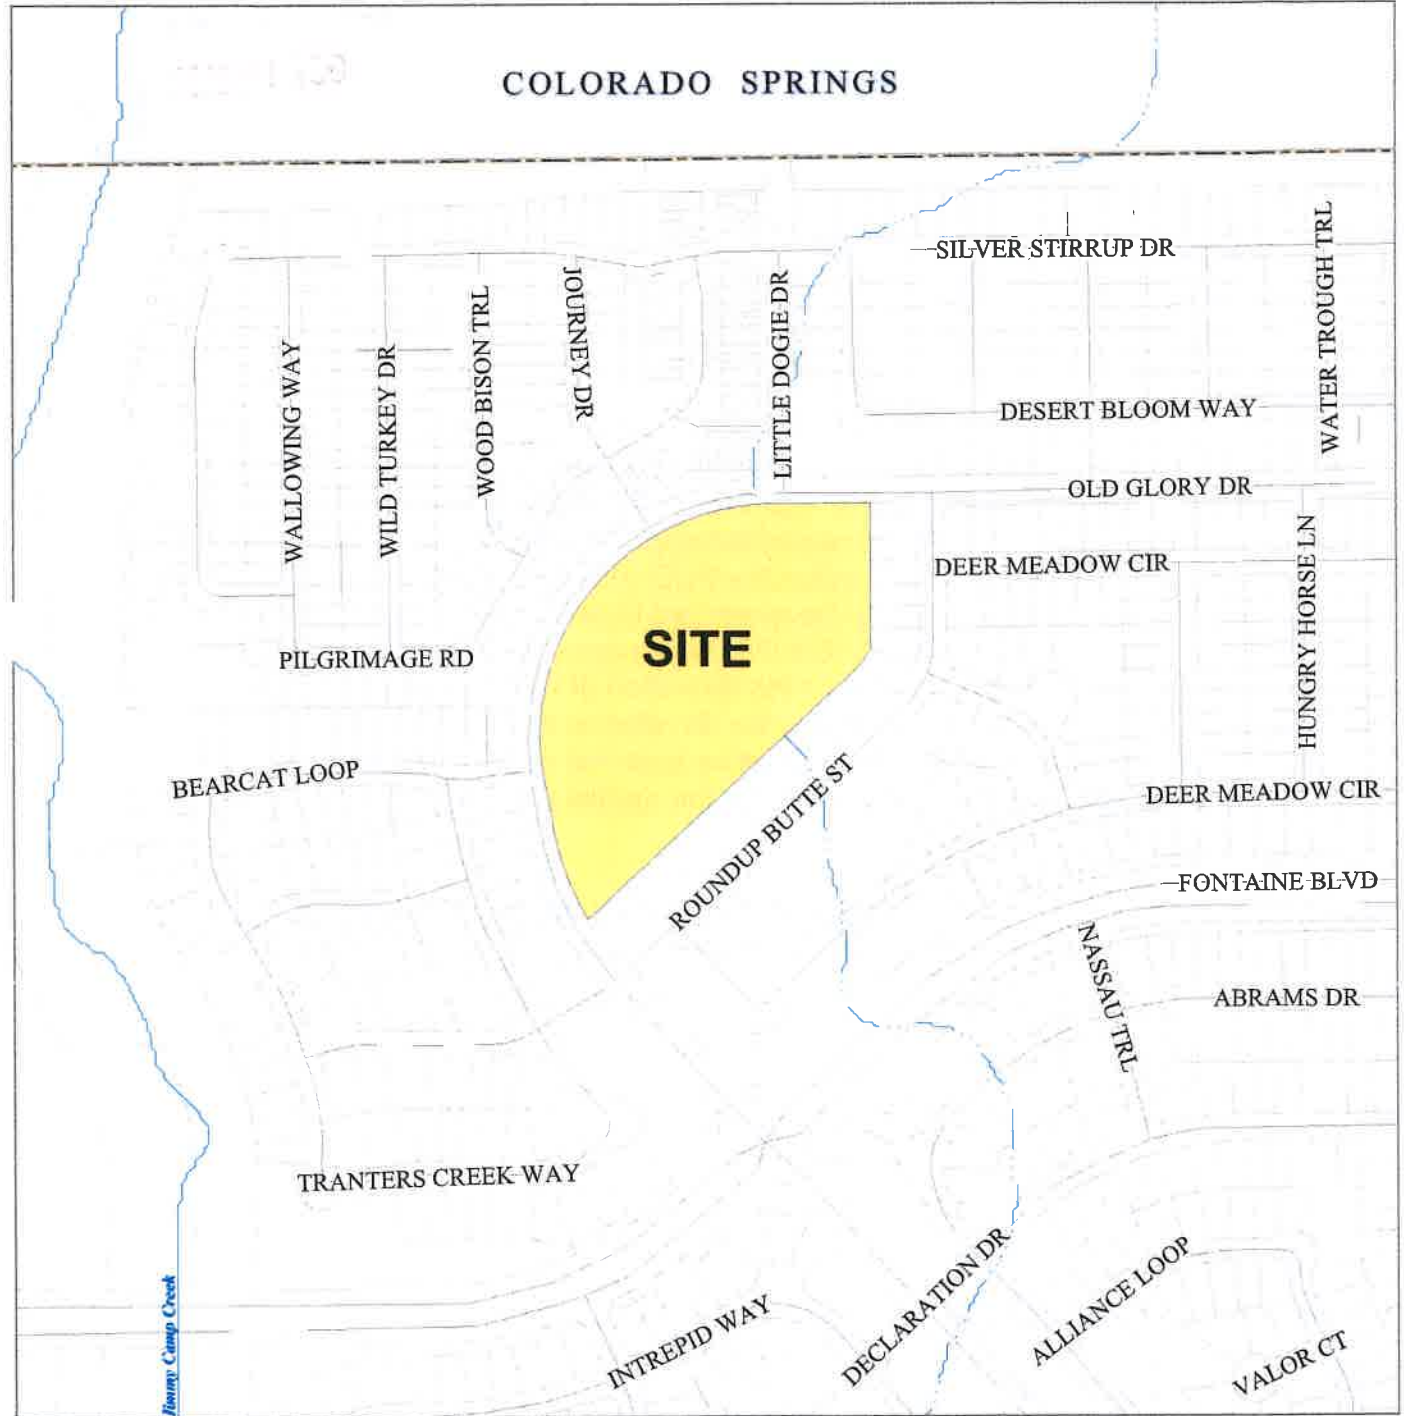 COLORADO SPRINGS
SILVER STIRRUP DR
WATER TROUGH TRL
JOURNEY DR
LITTLE DOGIE DR
WOOD BISON TRL
WALLOWING WAY
WILD TURKEY DR
DESERT BLOOM WAY
OLD GLORY DR
DEER MEADOW CIR
HUNGRY HORSE LN
SITE
PILGRIMAGE RD
BEARCAT LOOP
ROUNDUP BUTTE ST
DEER MEADOW CIR
FONTAINE BLVD
NASSAU TRL
ABRAMS DR
TRANTERS CREEK WAY
Jimmy Camp Creek
INTREPID WAY
DECLARATION DR
ALLIANCE LOOP
VALOR CT